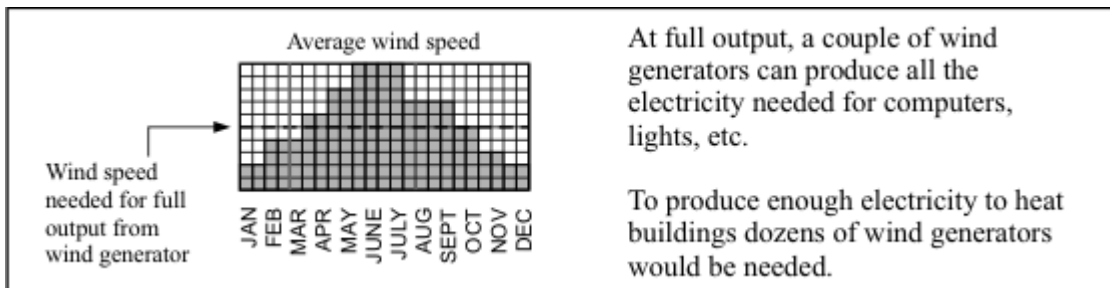 Average wind speed
Wind speed
needed for full
output from
wind generator
JAN
FEB
MAR
APR
MAY
JUNE
JULY
AUG
SEPT
OCT
NOV
DEC
At full output, a couple of wind
generators can produce all the
electricity needed for computers,
lights, etc.
To produce enough electricity to heat
buildings dozens of wind generators
would be needed.